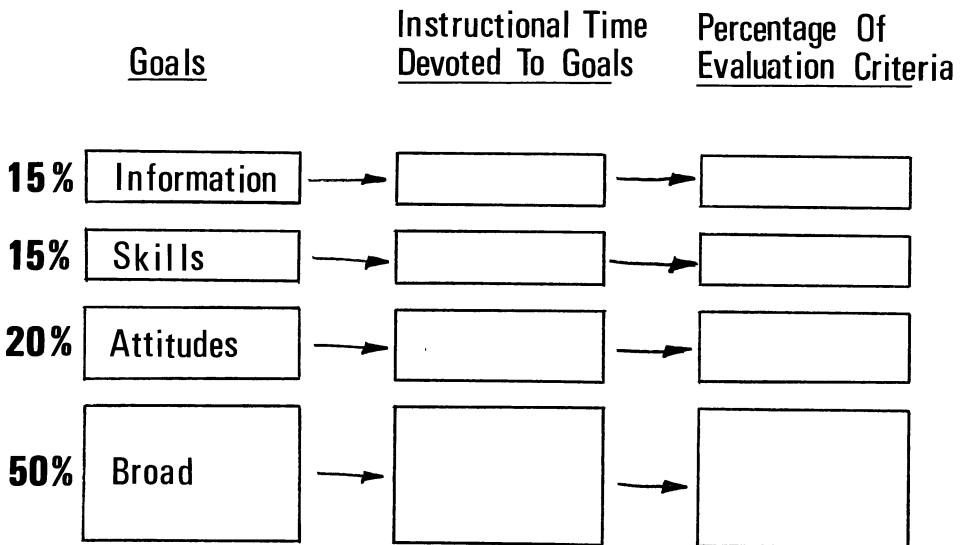 Goals
Instructional Time
Devoted To Goals
Percentage Of
Evaluation Criteria
15% Information
15% Skills
20% Attitudes
50% Broad